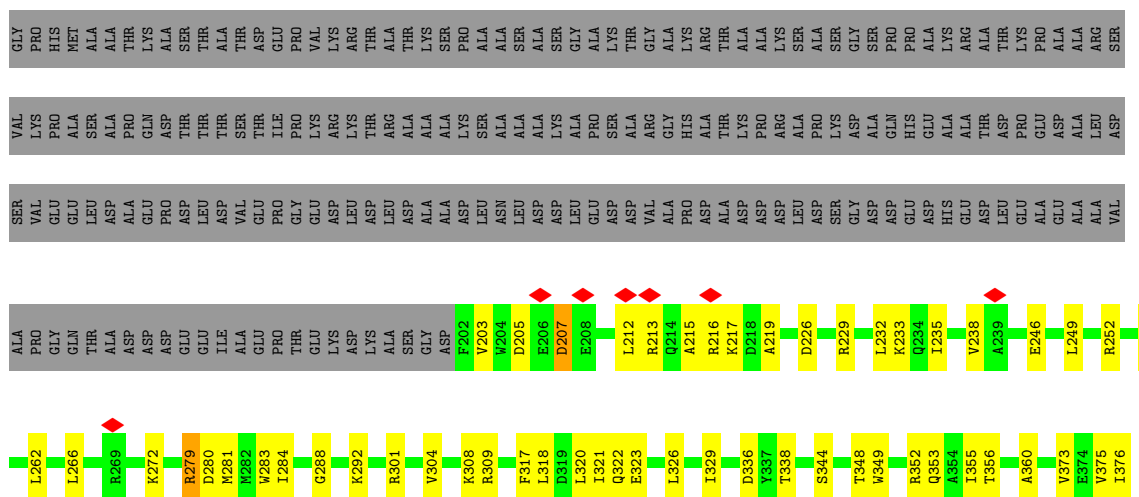 GLY PRO HIS MET ALA ALA THR LYS ALA SER THR ALA THR ASP GLU PRO VAL LYS ARG THR ALA THR LYS SER PRO ALA ALA SER ALA SER GLY ALA LYS THR GLY ALA LYS ARG THR ALA ALA LYS SER ALA SER GLY SER PRO PRO ALA LYS ARG ALA THR LYS PRO ALA ALA ARG SER
VAL LYS PRO ALA SER ALA PRO GLN ASP THR THR THR SER THR ILE PRO LYS ARG LYS THR ARG ALA ALA ALA LYS SER ALA ALA ALA LYS ALA PRO SER ALA ARG GLY HIS ALA THR LYS PRO ARG ALA PRO LYS ASP ALA GLN HIS GLU ALA ALA THR ASP PRO GLU ASP ALA LEU ASP
SER VAL GLU GLU LEU ASP ALA GLU PRO ASP LEU ASP VAL GLU PRO GLY GLU ASP LEU ASP LEU ASP ALA ALA ASP LEU ASN LEU ASP ASP LEU GLU ASP ASP VAL ALA PRO ASP ALA ASP ASP ASP LEU ASP SER GLY ASP ASP GLU ASP HIS GLU ASP LEU GLU ALA GLU ALA ALA VAL
ALA PRO GLY GLN THR ALA ASP ASP ASP GLU GLU ILE ALA GLU PRO THR GLU LYS ASP LYS ALA SER GLY ASP F202 V203 W204 D205 E206 D207 E208 L212 R213 Q214 A215 R216 K217 D218 A219 D226 R229 L232 K233 Q234 I235 V238 A239 E246 L249 R252
L262 L266 R269 K272 R279 D280 M281 M282 W283 I284 G288 K292 R301 V304 K308 R309 F317 L318 D319 L320 I321 Q322 E323 L326 I329 D336 Y337 T338 S344 T348 W349 R352 Q353 A354 I355 T356 A360 V373 E374 V375 I376